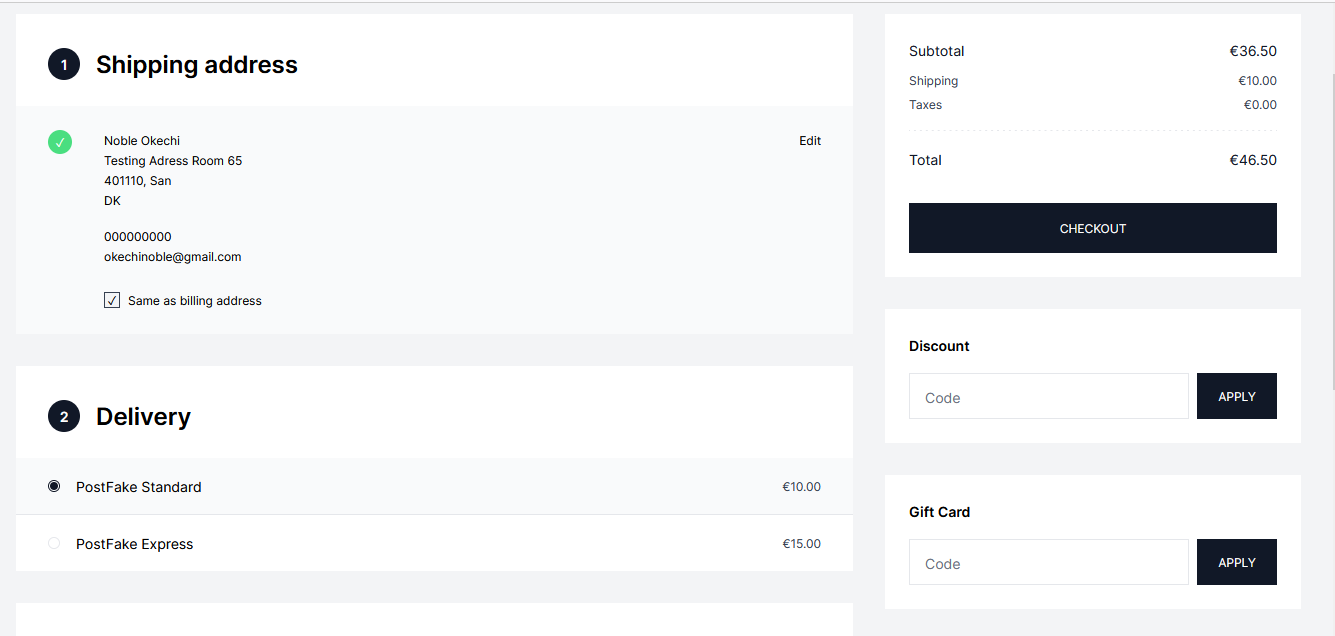 1 Shipping address
Noble Okechi
Edit
Testing Adress Room 65
401110, San
DK
000000000
okechinoble@gmail.com
Same as billing address
2 Delivery
PostFake Standard €10.00
PostFake Express €15.00
Subtotal €36.50
Shipping €10.00
Taxes €0.00
Total €46.50
CHECKOUT
Discount
Code APPLY
Gift Card
Code APPLY